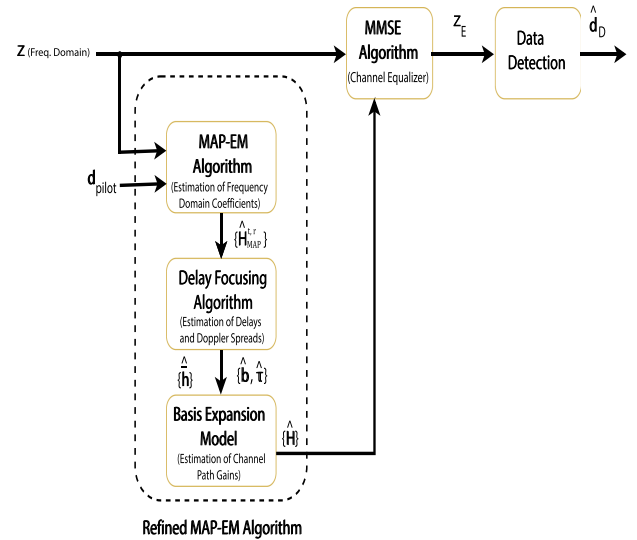 z (Freq. Domain)
MMSE
Algorithm
(Channel Equalizer)
Z_E
Data
Detection
d̂_D
MAP-EM
Algorithm
(Estimation of Frequency
Domain Coefficients)
d_pilot
{Ĥ^{t, r}_{MAP}}
Delay Focusing
Algorithm
(Estimation of Delays
and Doppler Spreads)
{ĥ̄}
{b̂, τ̂}
Basis Expansion
Model
(Estimation of Channel
Path Gains)
{Ĥ}
Refined MAP-EM Algorithm